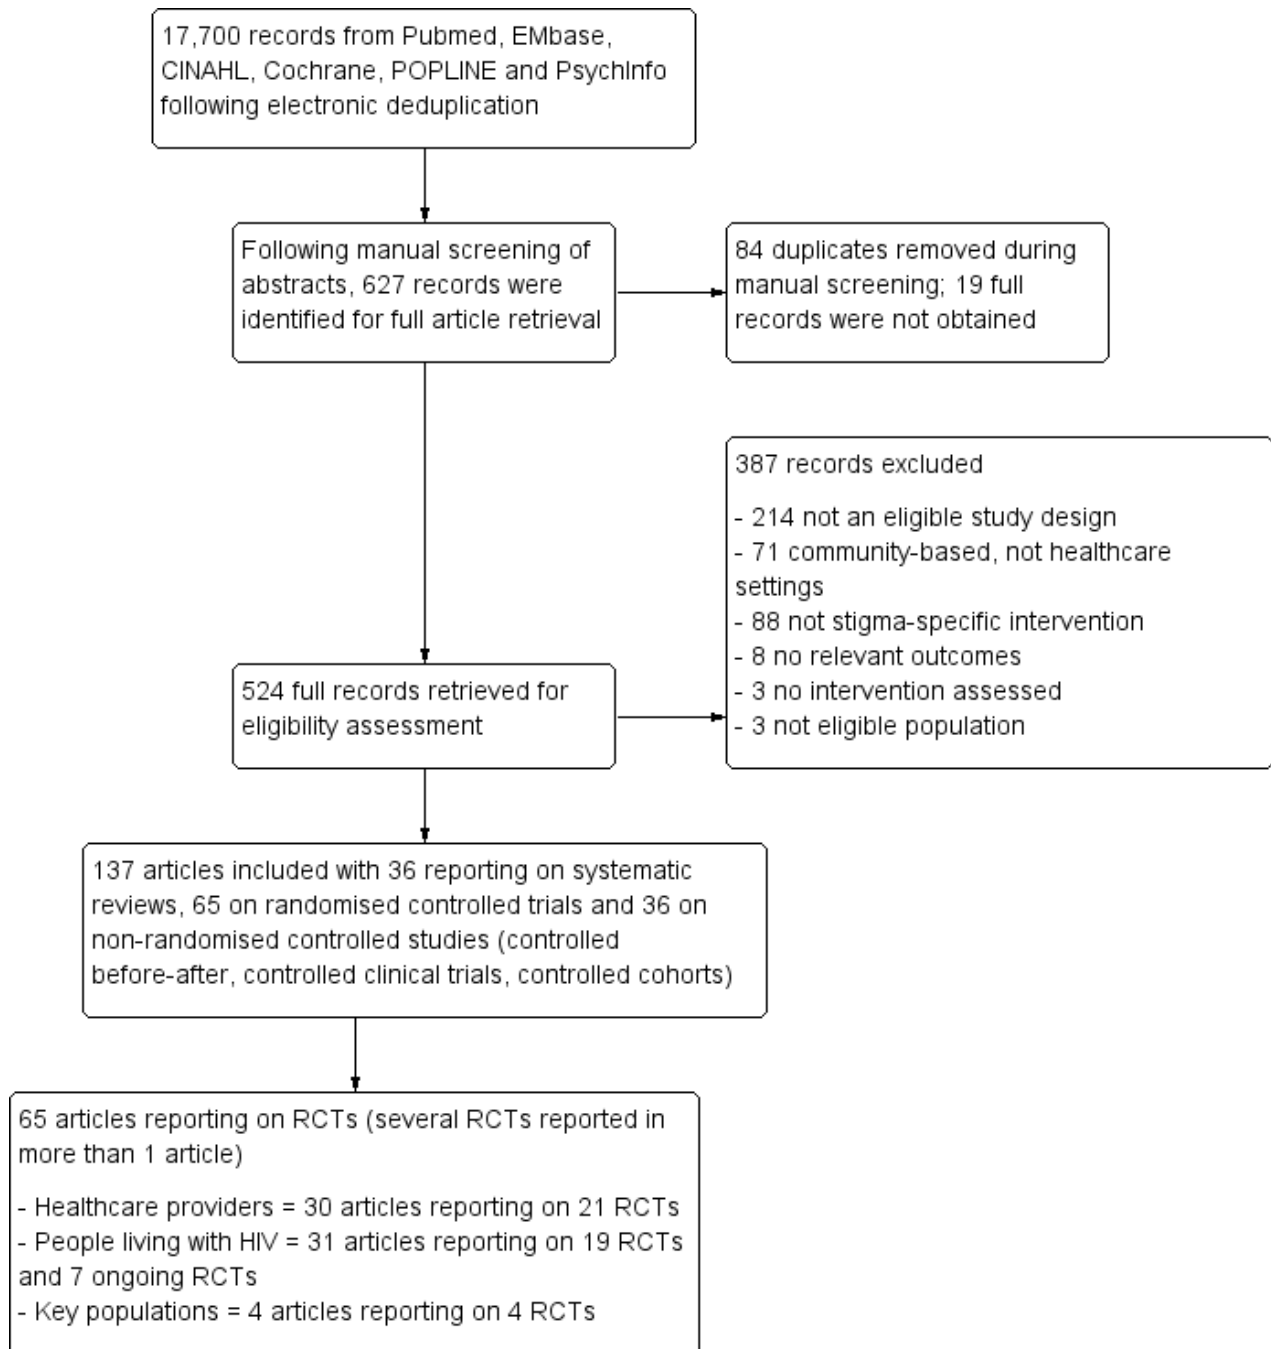 17,700 records from Pubmed, EMbase,
CINAHL, Cochrane, POPLINE and PsychInfo
following electronic deduplication
Following manual screening of
abstracts, 627 records were
identified for full article retrieval
84 duplicates removed during
manual screening; 19 full
records were not obtained
387 records excluded
- 214 not an eligible study design
- 71 community-based, not healthcare
settings
- 88 not stigma-specific intervention
- 8 no relevant outcomes
- 3 no intervention assessed
- 3 not eligible population
524 full records retrieved for
eligibility assessment
137 articles included with 36 reporting on systematic
reviews, 65 on randomised controlled trials and 36 on
non-randomised controlled studies (controlled
before-after, controlled clinical trials, controlled cohorts)
65 articles reporting on RCTs (several RCTs reported in
more than 1 article)
- Healthcare providers = 30 articles reporting on 21 RCTs
- People living with HIV = 31 articles reporting on 19 RCTs
and 7 ongoing RCTs
- Key populations = 4 articles reporting on 4 RCTs